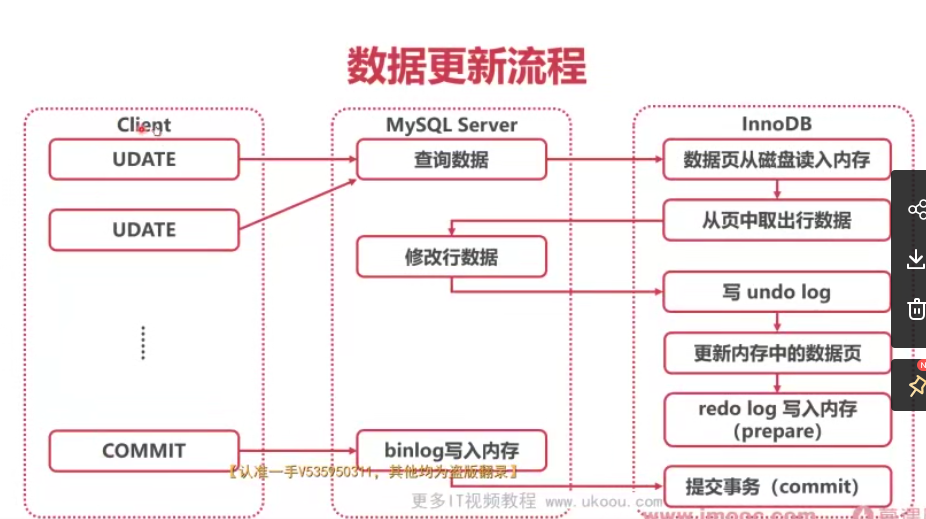 数据更新流程
Client
MySQL Server
InnoDB
UDATE
查询数据
数据页从磁盘读入内存
UDATE
从页中取出行数据
修改行数据
写 undo log
更新内存中的数据页
redo log 写入内存
（prepare）
COMMIT
binlog写入内存
【认准一手V535950311，其他均为盗版翻录】
提交事务（commit）
更多IT视频教程 www.ukoou.com
www.imooc.com